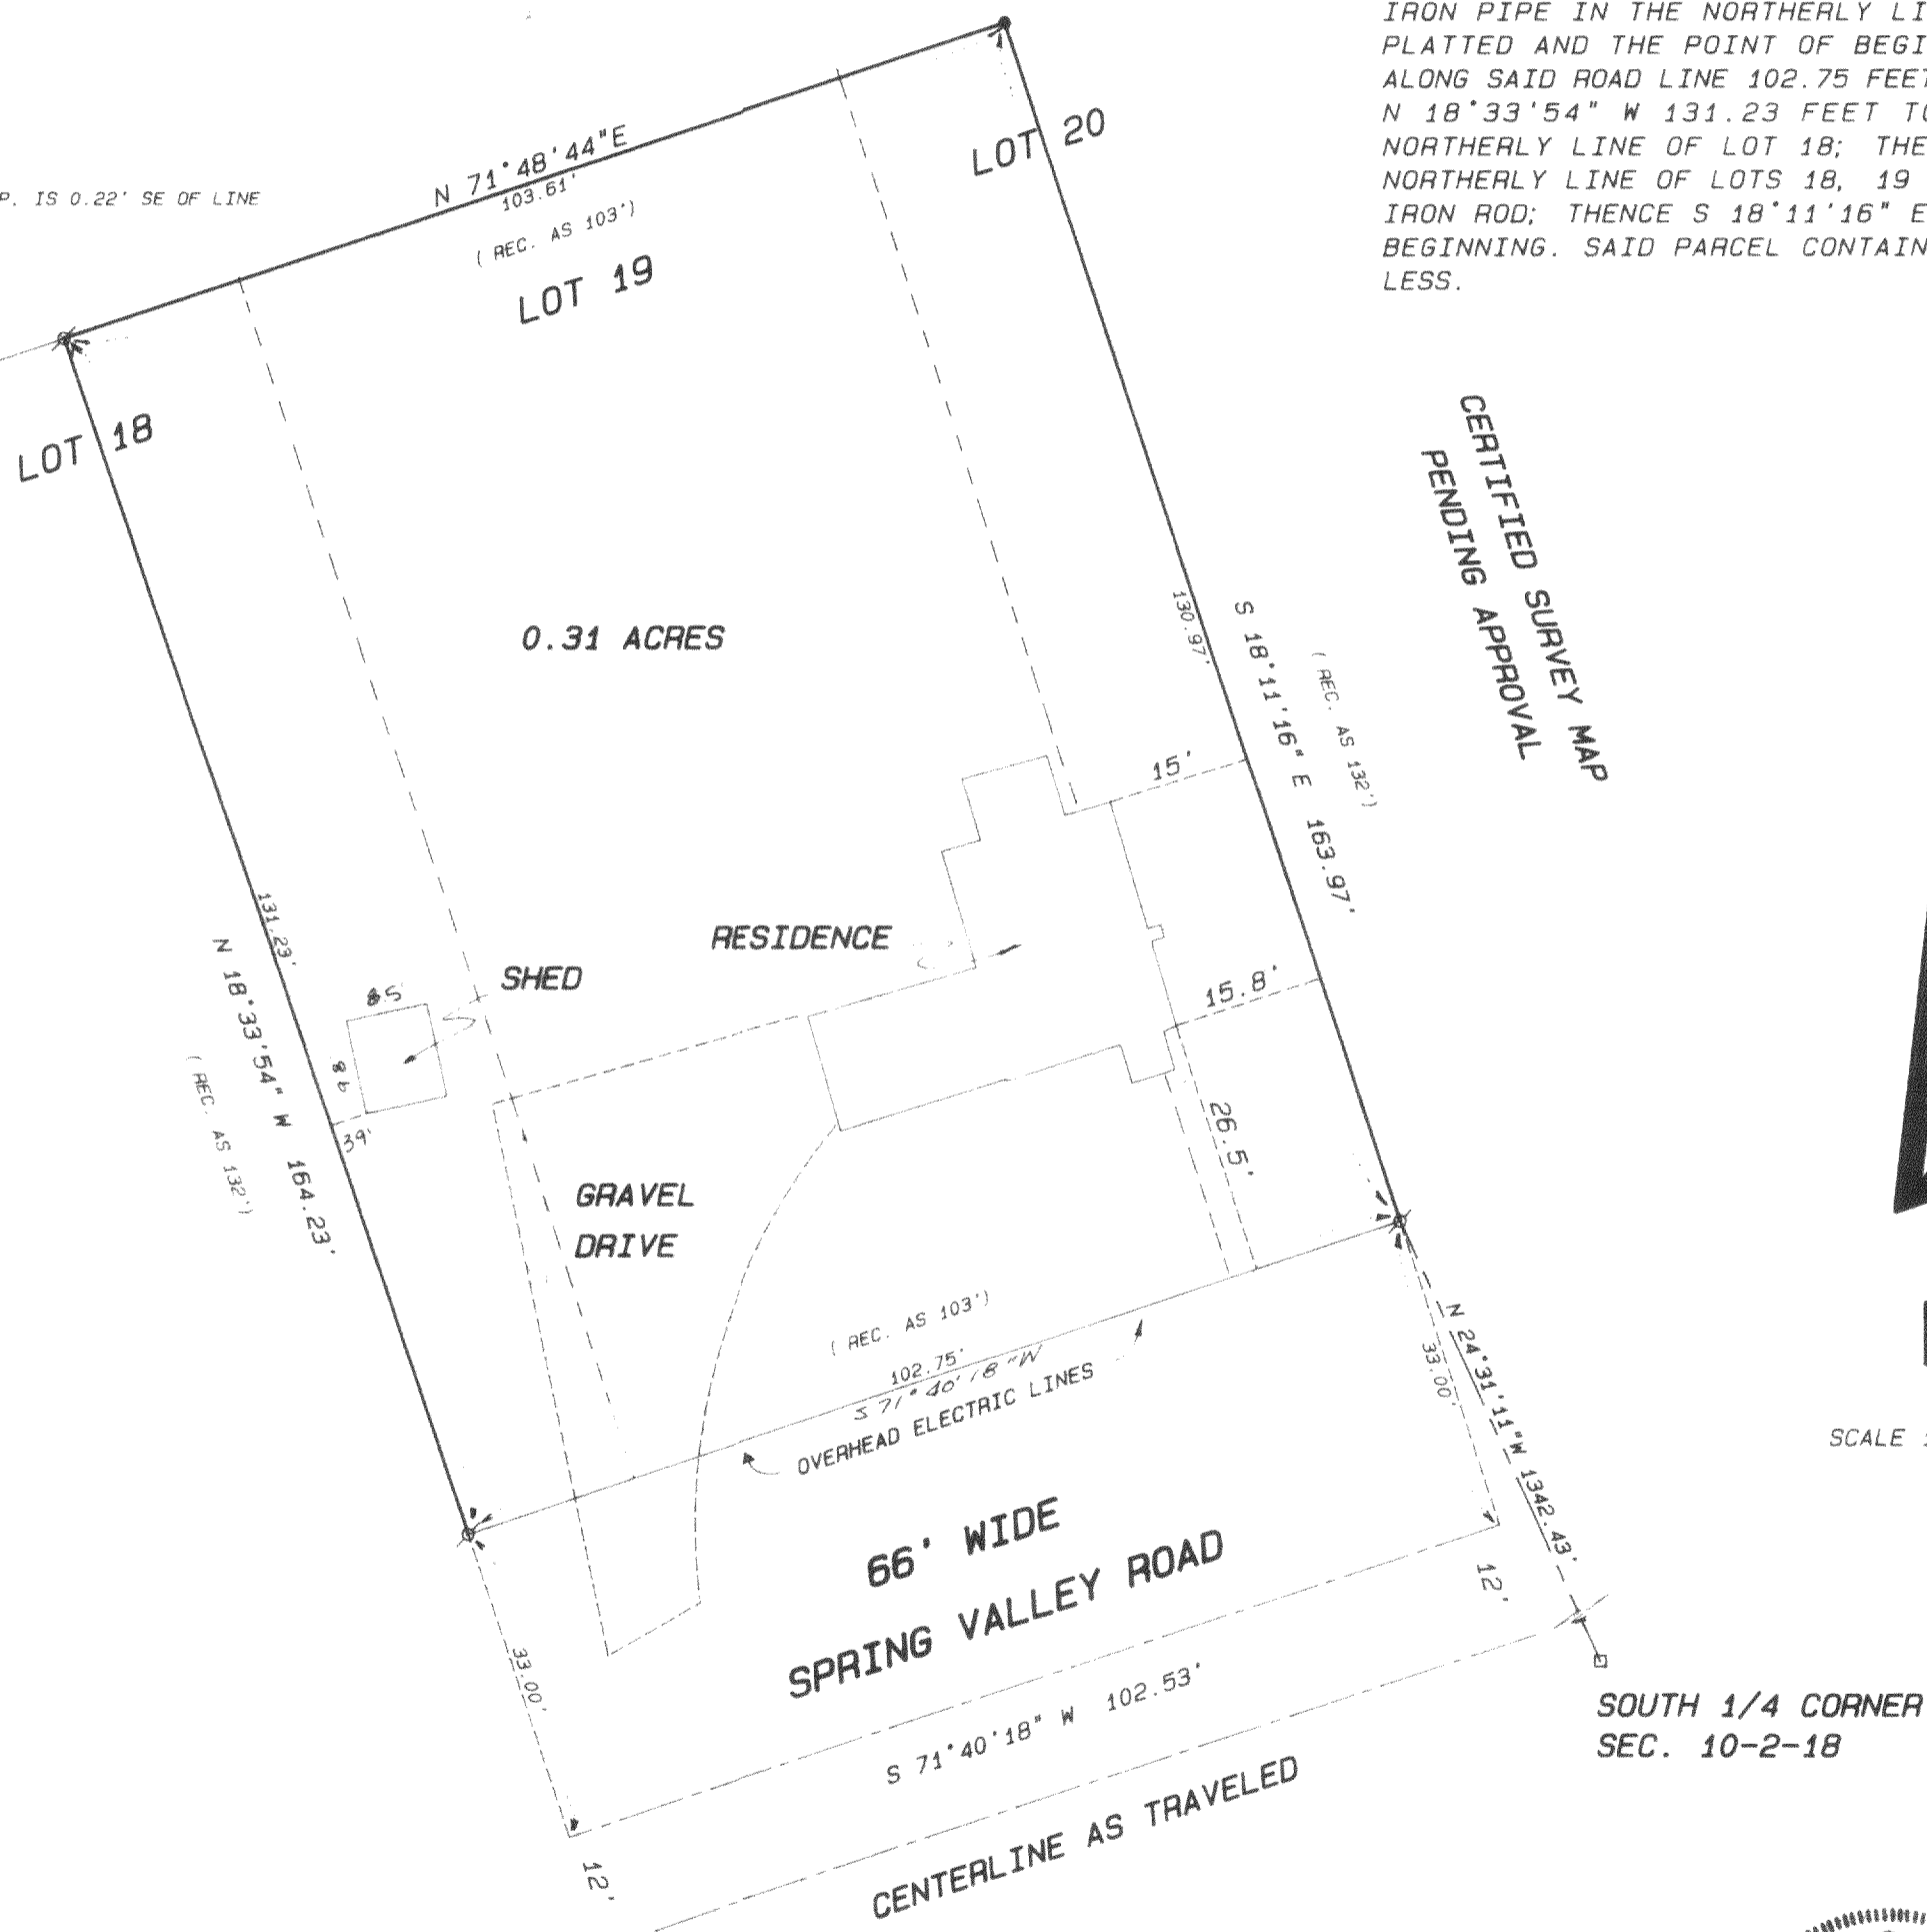 IRON PIPE IN THE NORTHERLY LI
PLATTED AND THE POINT OF BEGI
ALONG SAID ROAD LINE 102.75 FEET
N 18°33'54" W 131.23 FEET TO
NORTHERLY LINE OF LOT 18; THE
NORTHERLY LINE OF LOTS 18, 19
IRON ROD; THENCE S 18°11'16" E
BEGINNING. SAID PARCEL CONTAIN
LESS.
P. IS 0.22' SE OF LINE
N 71°48'44"E
103.61'
( REC. AS 103')
LOT 19
LOT 20
LOT 18
CERTIFIED SURVEY MAP
PENDING APPROVAL
0.31 ACRES
130.97'
S 18°11'16" E 163.97'
( REC. AS 132')
15'
RESIDENCE
SHED
131.23'
N 18°33'54" W 164.23'
( REC. AS 132')
15.8'
26.5'
GRAVEL
DRIVE
( REC. AS 103')
102.75'
S 71°40'18"W
OVERHEAD ELECTRIC LINES
N 24°31'11"W 1342.43'
33.00'
SCALE
66' WIDE
SPRING VALLEY ROAD
12'
33.00'
S 71°40'18" W 102.53'
SOUTH 1/4 CORNER
SEC. 10-2-18
CENTERLINE AS TRAVELED
12'